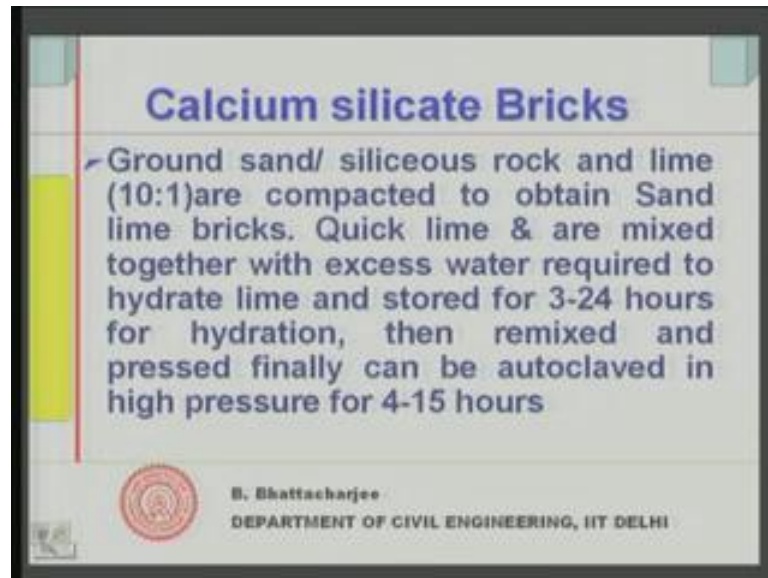 Calcium silicate Bricks
Ground sand/ siliceous rock and lime
(10:1)are compacted to obtain Sand
lime bricks. Quick lime & are mixed
together with excess water required to
hydrate lime and stored for 3-24 hours
for hydration, then remixed and
pressed finally can be autoclaved in
high pressure for 4-15 hours
B. Bhattacharjee
DEPARTMENT OF CIVIL ENGINEERING, IIT DELHI